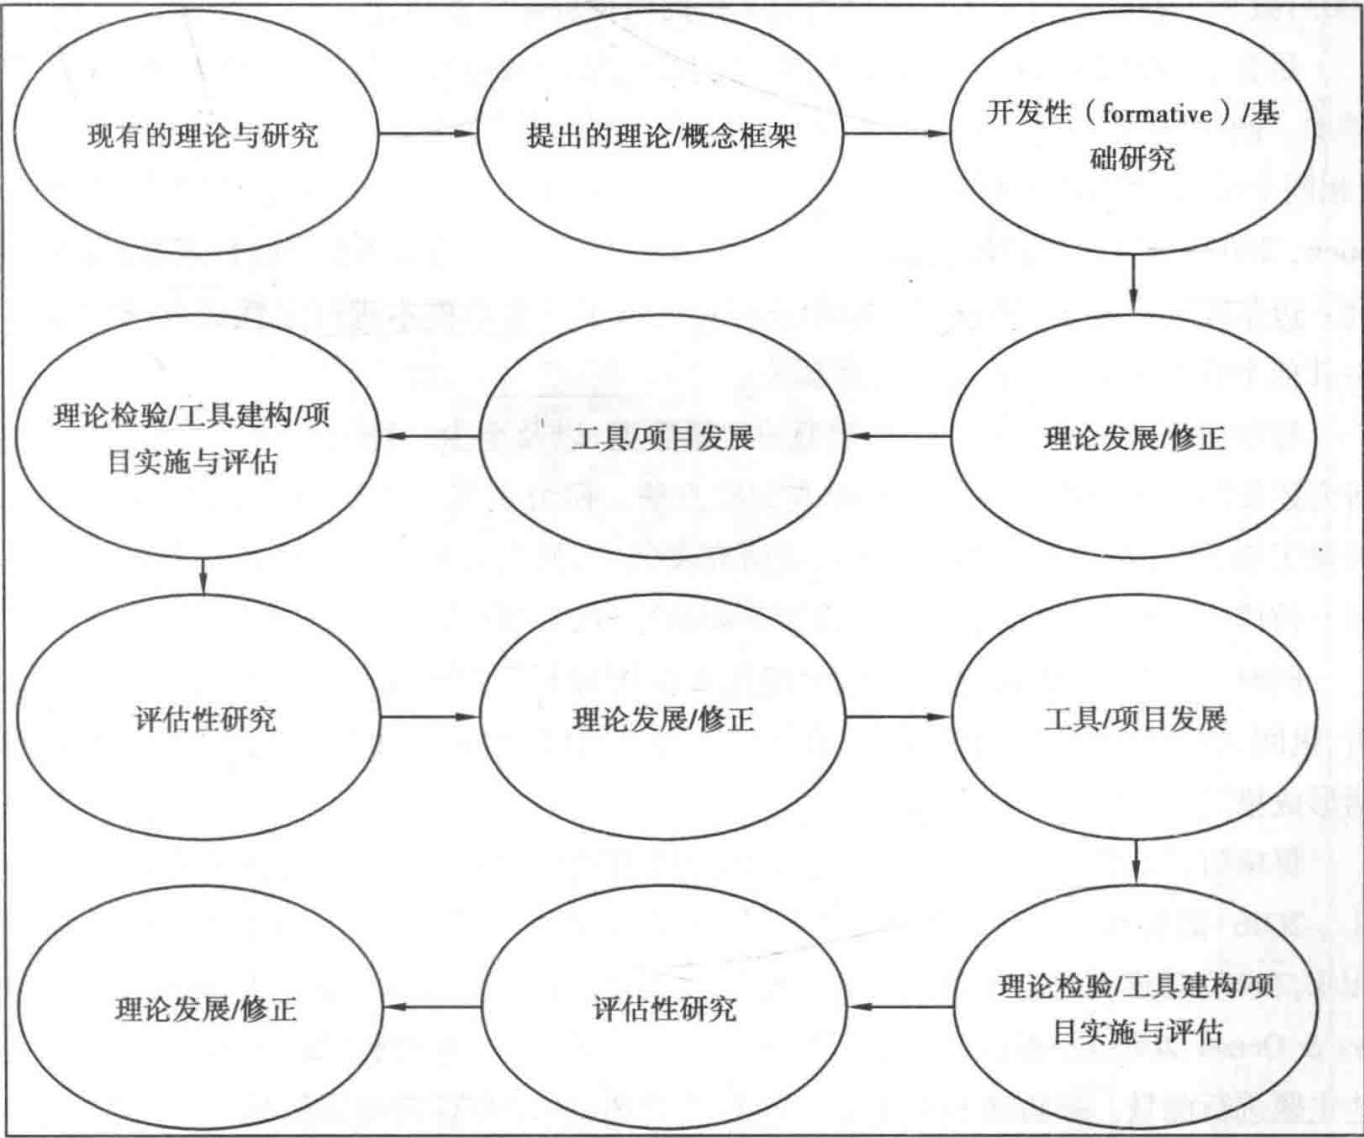 现有的理论与研究
提出的理论/概念框架
开发性（formative）/基
础研究
理论检验/工具建构/项
目实施与评估
工具/项目发展
理论发展/修正
评估性研究
理论发展/修正
工具/项目发展
理论发展/修正
评估性研究
理论检验/工具建构/项
目实施与评估